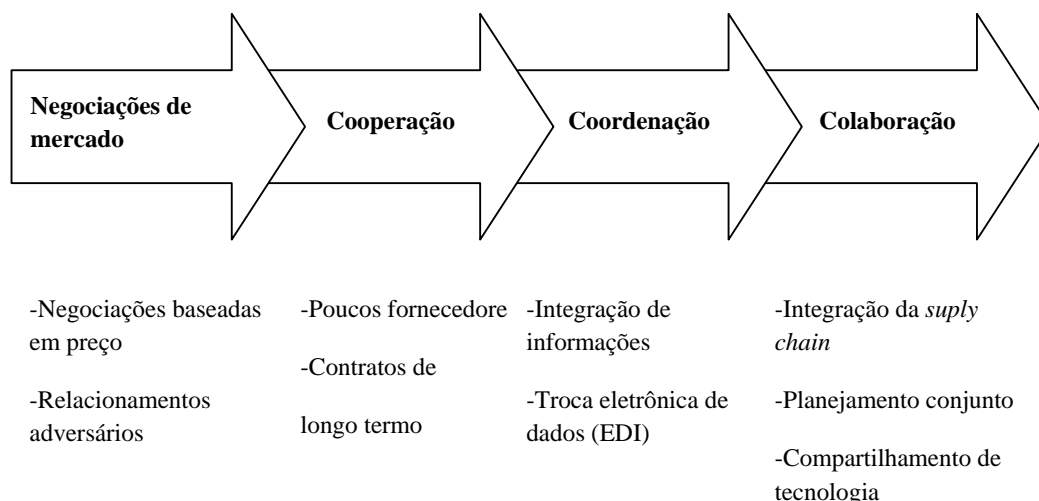 Negociações de
mercado
Cooperação
Coordenação
Colaboração
-Negociações baseadas
em preço
-Relacionamentos
adversários
-Poucos fornecedore
-Contratos de
longo termo
-Integração de
informações
-Troca eletrônica de
dados (EDI)
-Integração da suply
chain
-Planejamento conjunto
-Compartilhamento de
tecnologia